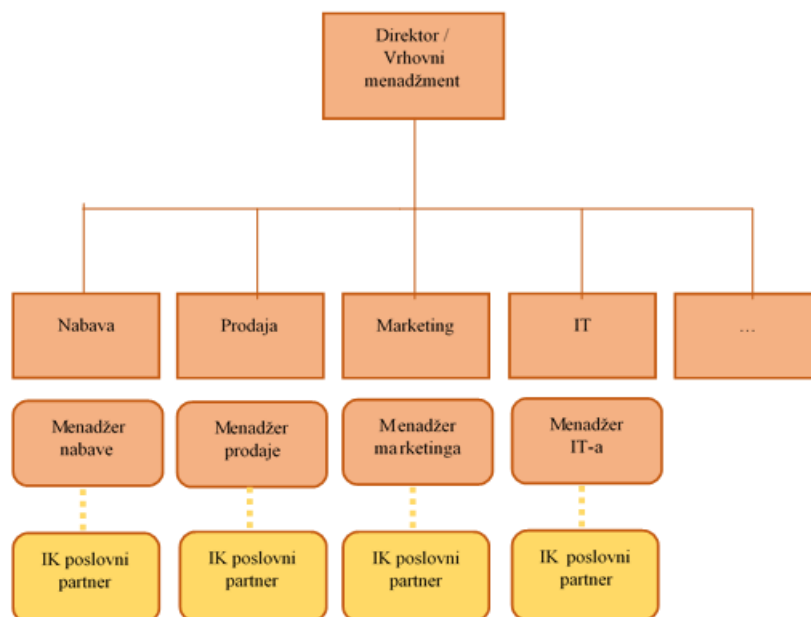 Direktor /
Vrhovni
menadžment
Nabava
Prodaja
Marketing
IT
...
Menadžer
nabave
Menadžer
prodaje
Menadžer
marketinga
Menadžer
IT-a
IK poslovni
partner
IK poslovni
partner
IK poslovni
partner
IK poslovni
partner